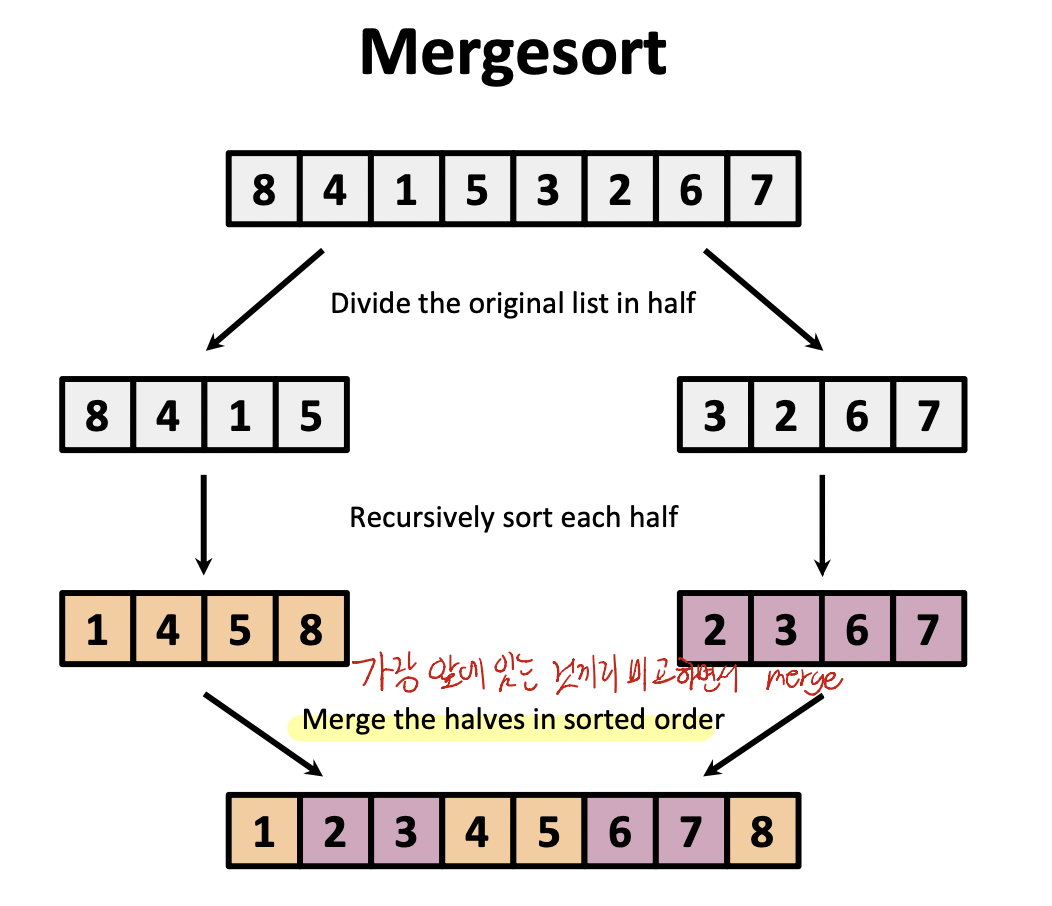 Mergesort
8 4 1 5 3 2 6 7
Divide the original list in half
8 4 1 5 3 2 6 7
Recursively sort each half
1 4 5 8 2 3 6 7
가장 앞에 있는 것끼리 비교하면서 merge
Merge the halves in sorted order
1 2 3 4 5 6 7 8